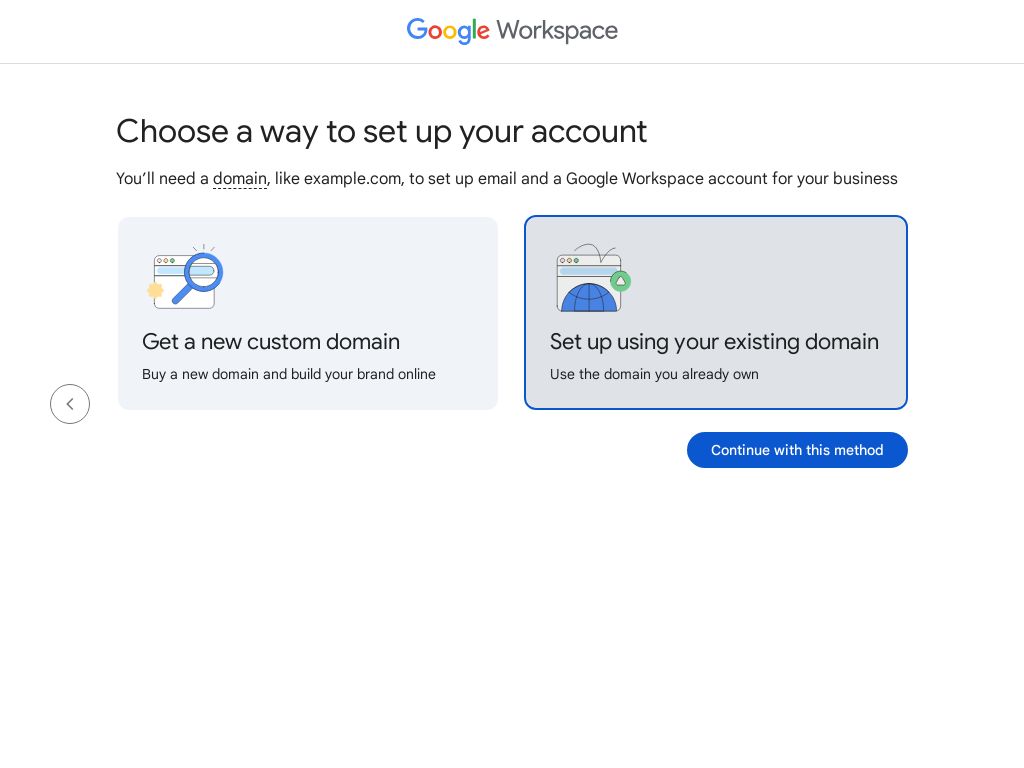 Google Workspace
Choose a way to set up your account
You’ll need a domain, like example.com, to set up email and a Google Workspace account for your business
Get a new custom domain
Buy a new domain and build your brand online
Set up using your existing domain
Use the domain you already own
Continue with this method